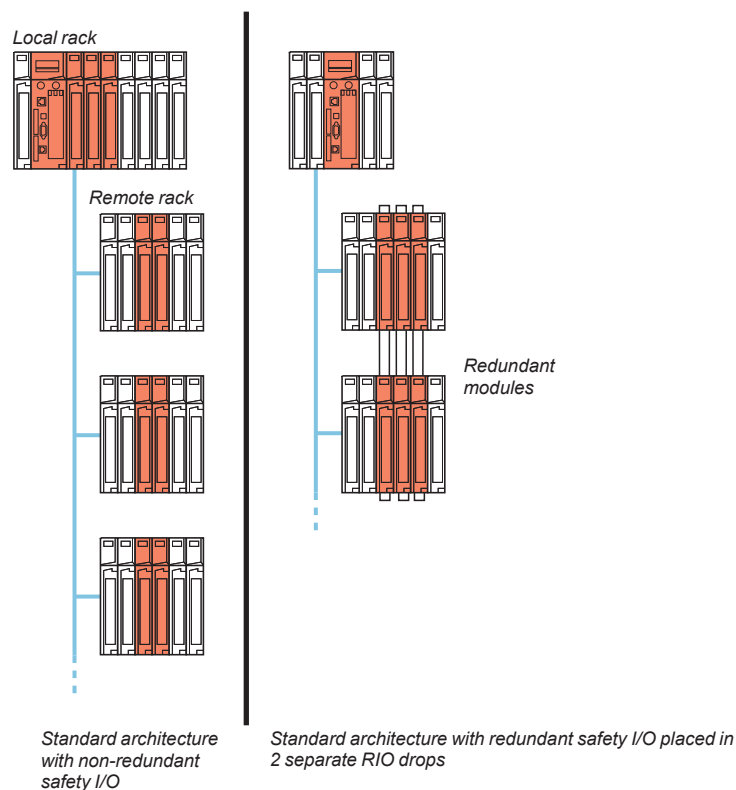 Local rack
Remote rack
Redundant
modules
Standard architecture
with non-redundant
safety I/O
Standard architecture with redundant safety I/O placed in
2 separate RIO drops